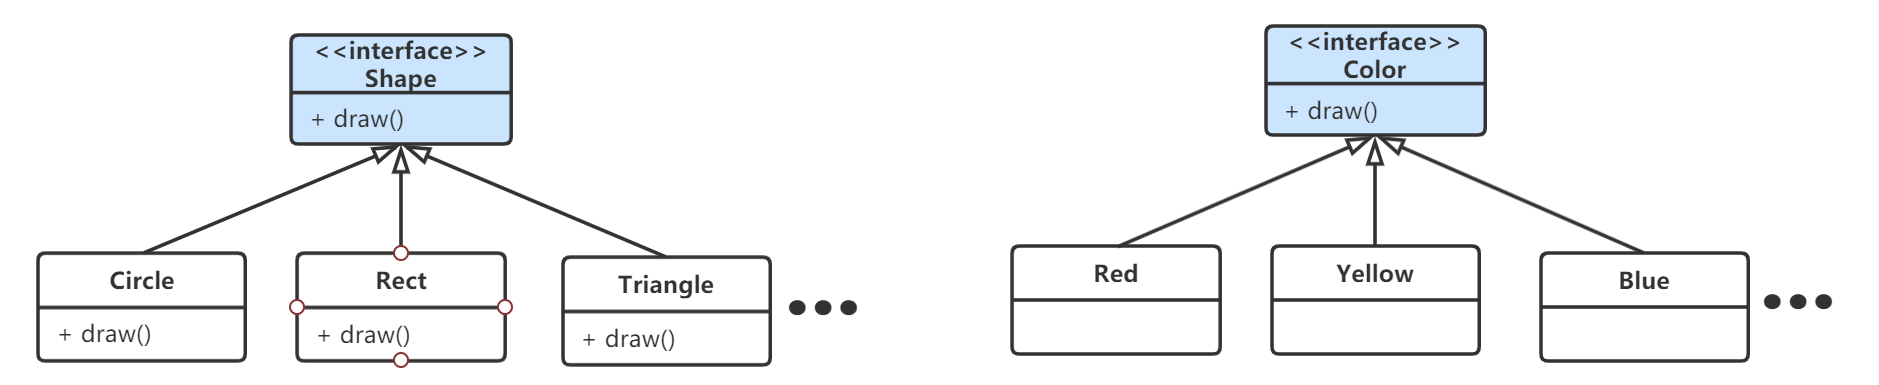 <<interface>>
Shape
+ draw()
Circle
+ draw()
Rect
+ draw()
Triangle
+ draw()
<<interface>>
Color
+ draw()
Red
Yellow
Blue